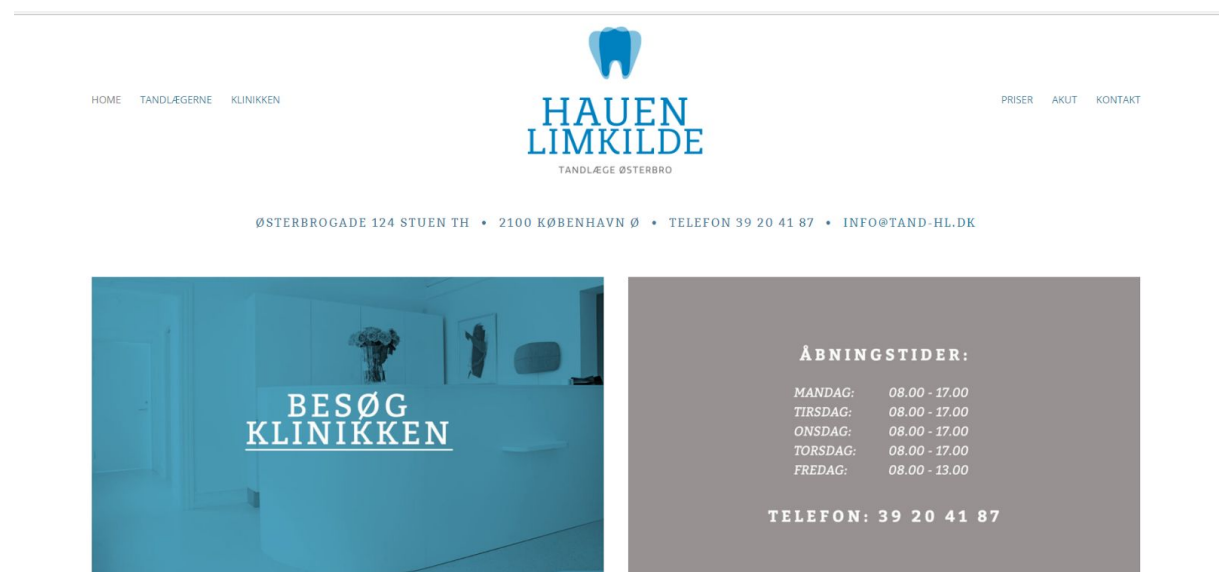 HOME TANDLÆGERNE KLINIKKEN
HAUEN
LIMKILDE
TANDLÆGE ØSTERBRO
PRISER AKUT KONTAKT
ØSTERBROGADE 124 STUEN TH • 2100 KØBENHAVN Ø • TELEFON 39 20 41 87 • INFO@TAND-HL.DK
BESØG
KLINIKKEN
ÅBNINGSTIDER:
MANDAG: 08.00 - 17.00
TIRSDAG: 08.00 - 17.00
ONSDAG: 08.00 - 17.00
TORSDAG: 08.00 - 17.00
FREDAG: 08.00 - 13.00
TELEFON: 39 20 41 87